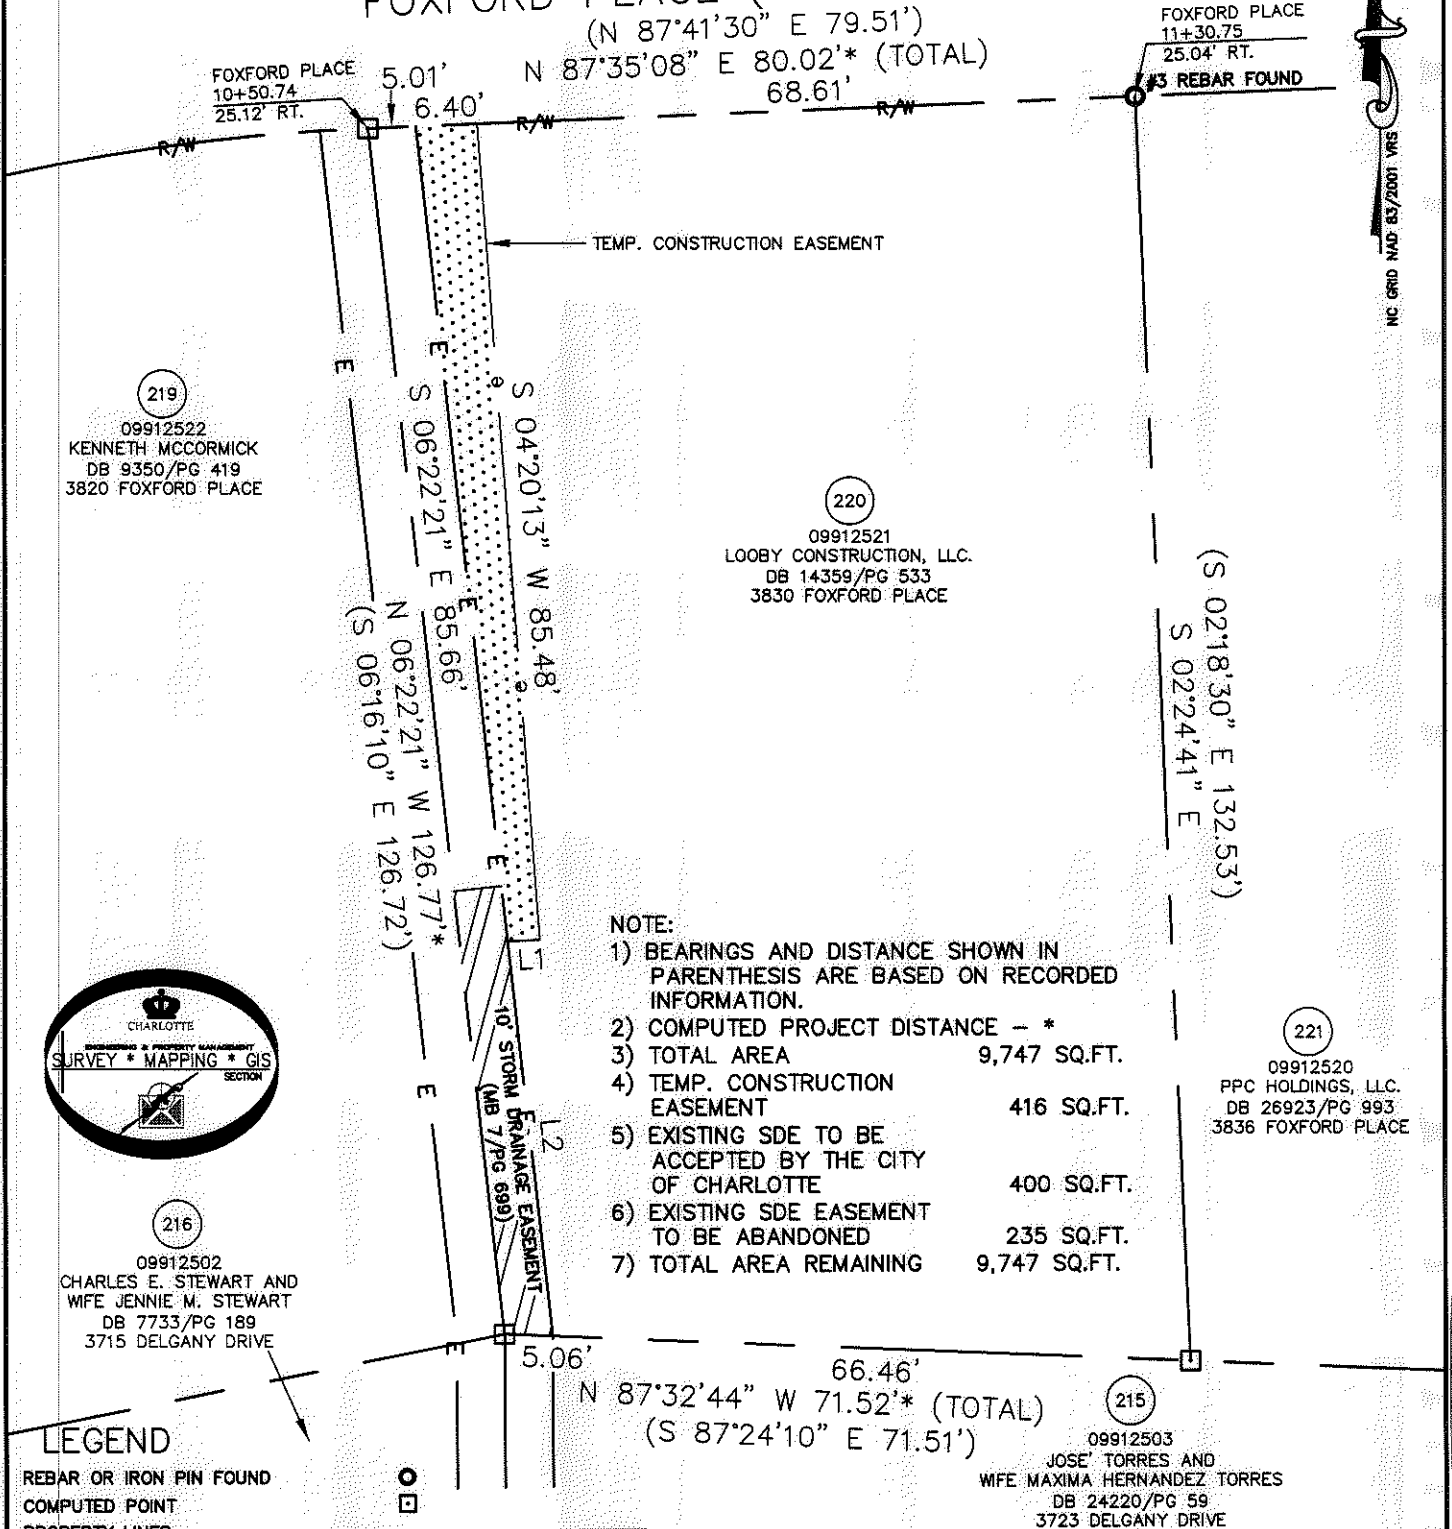 FOXFORD PLACE (
(N 87°41'30" E 79.51')
N 87°35'08" E 80.02'* (TOTAL)
FOXFORD PLACE
10+50.74
25.12' RT.
5.01'
6.40'
68.61'
FOXFORD PLACE
11+30.75
25.04' RT.
#3 REBAR FOUND
R/W
R/W
R/W
NC GRID NAD 83/2001 VRS
TEMP. CONSTRUCTION EASEMENT
E
E
e
S 06°22'21" E 85.66'
S 04°20'13" W 85.48'
E
e
E
219
09912522
KENNETH MCCORMICK
DB 9350/PG 419
3820 FOXFORD PLACE
220
09912521
LOOBY CONSTRUCTION, LLC.
DB 14359/PG 533
3830 FOXFORD PLACE
(S 02°18'30" E 132.53')
S 02°24'41" E
N 06°22'21" W 126.77'*
(S 06°16'10" E 126.72')
L1
NOTE:
1) BEARINGS AND DISTANCE SHOWN IN
PARENTHESIS ARE BASED ON RECORDED
INFORMATION.
2) COMPUTED PROJECT DISTANCE - *
3) TOTAL AREA 9,747 SQ.FT.
4) TEMP. CONSTRUCTION
EASEMENT 416 SQ.FT.
5) EXISTING SDE TO BE
ACCEPTED BY THE CITY
OF CHARLOTTE 400 SQ.FT.
6) EXISTING SDE EASEMENT
TO BE ABANDONED 235 SQ.FT.
7) TOTAL AREA REMAINING 9,747 SQ.FT.
CHARLOTTE
ENGINEERING & PROPERTY MANAGEMENT
SURVEY * MAPPING * GIS
SECTION
E
10' STORM DRAINAGE EASEMENT
(MB 7/PG 699)
E
L2
221
09912520
PPC HOLDINGS, LLC.
DB 26923/PG 993
3836 FOXFORD PLACE
216
09912502
CHARLES E. STEWART AND
WIFE JENNIE M. STEWART
DB 7733/PG 189
3715 DELGANY DRIVE
E
5.06'
66.46'
N 87°32'44" W 71.52'* (TOTAL)
(S 87°24'10" E 71.51')
215
09912503
JOSE' TORRES AND
WIFE MAXIMA HERNANDEZ TORRES
DB 24220/PG 59
3723 DELGANY DRIVE
LEGEND
REBAR OR IRON PIN FOUND
COMPUTED POINT
PROPERTY LINES